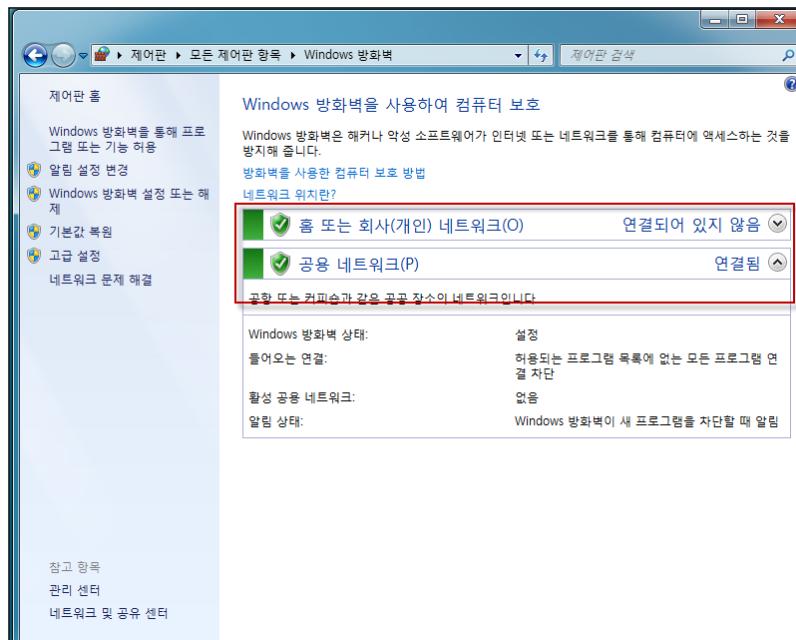 제어판 ▸ 모든 제어판 항목 ▸ Windows 방화벽
제어판 검색
제어판 홈
Windows 방화벽을 통해 프로
그램 또는 기능 허용
알림 설정 변경
Windows 방화벽 설정 또는 해
제
기본값 복원
고급 설정
네트워크 문제 해결
Windows 방화벽을 사용하여 컴퓨터 보호
Windows 방화벽은 해커나 악성 소프트웨어가 인터넷 또는 네트워크를 통해 컴퓨터에 액세스하는 것을
방지해 줍니다.
방화벽을 사용한 컴퓨터 보호 방법
네트워크 위치란?
홈 또는 회사(개인) 네트워크(O) 연결되어 있지 않음
공용 네트워크(P) 연결됨
공항 또는 커피숍과 같은 공공 장소의 네트워크입니다
Windows 방화벽 상태: 설정
들어오는 연결: 허용되는 프로그램 목록에 없는 모든 프로그램 연
결 차단
활성 공용 네트워크: 없음
알림 상태: Windows 방화벽이 새 프로그램을 차단할 때 알림
참고 항목
관리 센터
네트워크 및 공유 센터